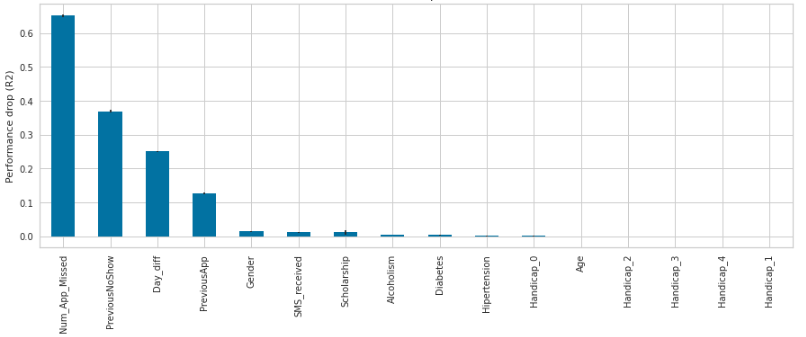 Performance drop (R2)
0.6
0.5
0.4
0.3
0.2
0.1
0.0
Num_App_Missed
PreviousNoShow
Day_diff
PreviousApp
Gender
SMS_received
Scholarship
Alcoholism
Diabetes
Hipertension
Handicap_0
Age
Handicap_2
Handicap_3
Handicap_4
Handicap_1